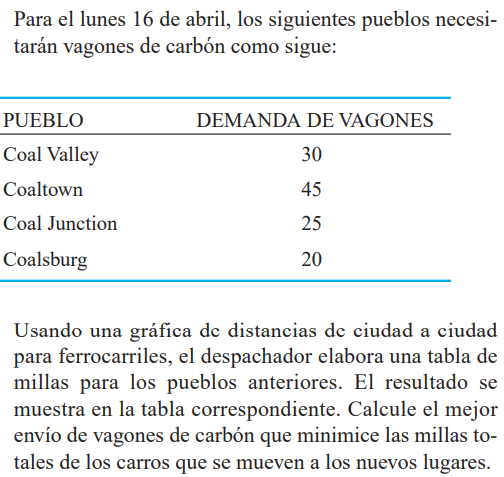 Para el lunes 16 de abril, los siguientes pueblos necesi-
tarán vagones de carbón como sigue:
PUEBLO DEMANDA DE VAGONES
Coal Valley 30
Coaltown 45
Coal Junction 25
Coalsburg 20
Usando una gráfica de distancias de ciudad a ciudad
para ferrocarriles, el despachador elabora una tabla de
millas para los pueblos anteriores. El resultado se
muestra en la tabla correspondiente. Calcule el mejor
envío de vagones de carbón que minimice las millas to-
tales de los carros que se mueven a los nuevos lugares.